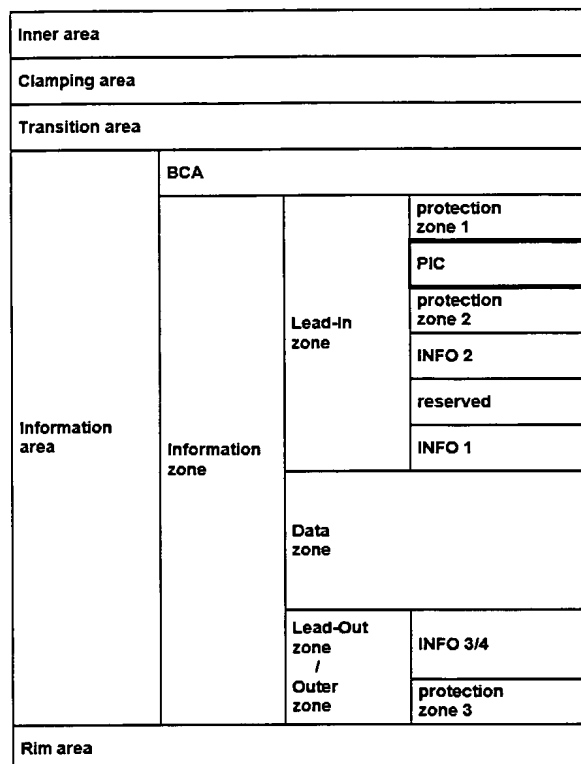 Inner area
Clamping area
Transition area
Information
area
BCA
Information
zone
Lead-In
zone
protection
zone 1
PIC
protection
zone 2
INFO 2
reserved
INFO 1
Data
zone
Lead-Out
zone
/
Outer
zone
INFO 3/4
protection
zone 3
Rim area